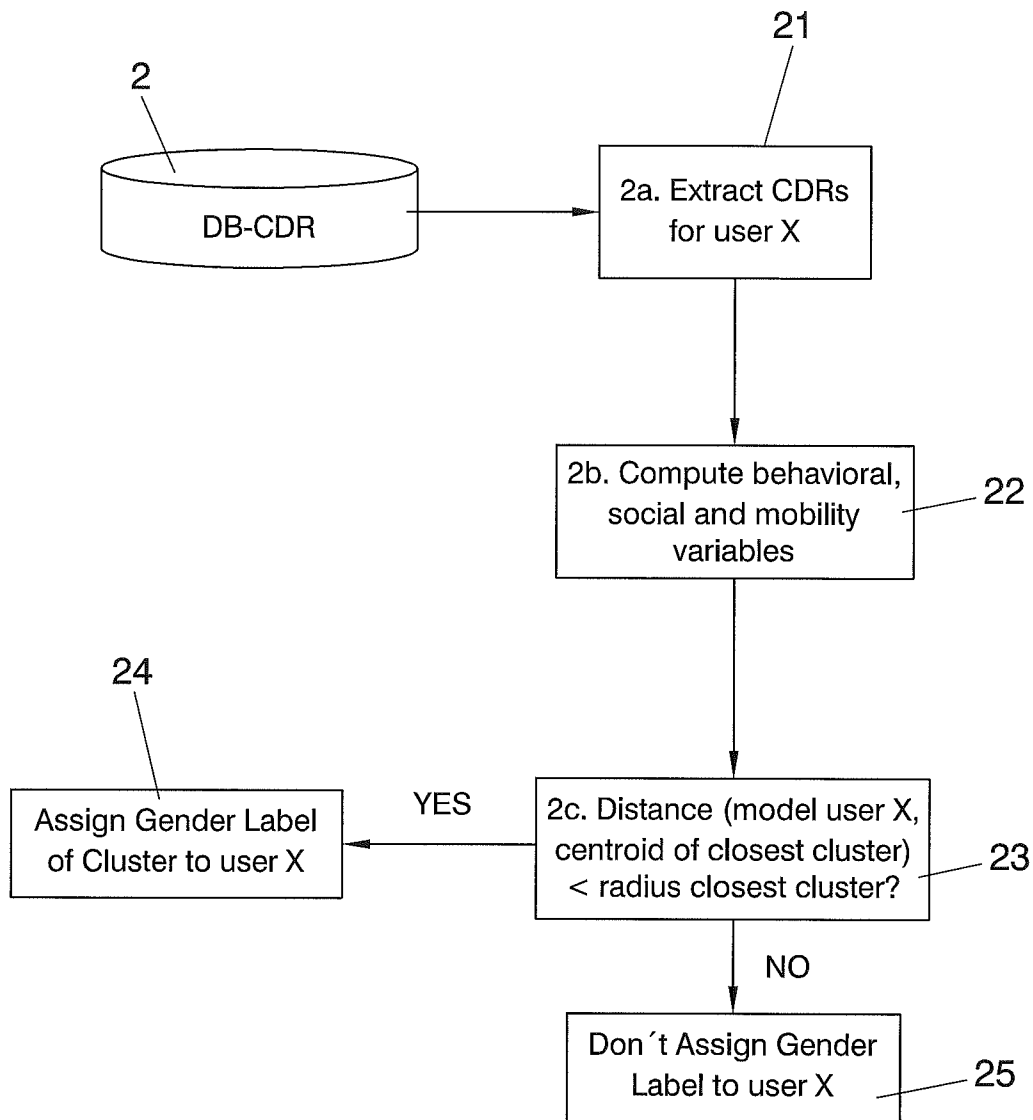 21
2
DB-CDR
2a. Extract CDRs
for user X
2b. Compute behavioral,
social and mobility
variables
22
24
Assign Gender Label
of Cluster to user X
YES
2c. Distance (model user X,
centroid of closest cluster)
< radius closest cluster?
23
NO
Don´t Assign Gender
Label to user X
25